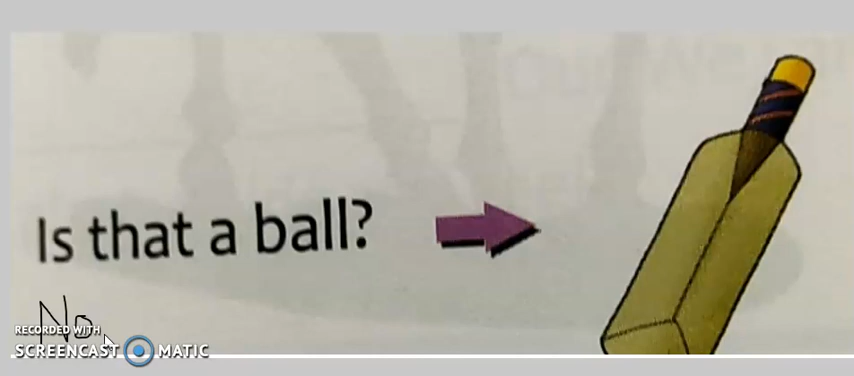 Is that a ball?
No
RECORDED WITH
SCREENCAST MATIC